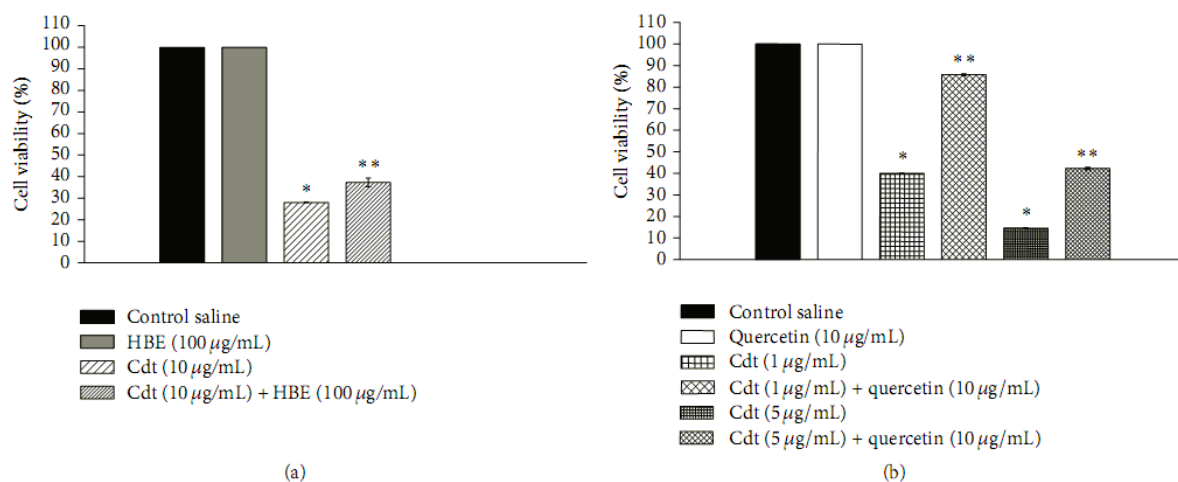 110
100
90
80
70
60
50
40
30
20
10
0
Cell viability (%)
*
**
Control saline
HBE (100 μg/mL)
Cdt (10 μg/mL)
Cdt (10 μg/mL) + HBE (100 μg/mL)
(a)
110
100
90
80
70
60
50
40
30
20
10
0
Cell viability (%)
*
**
*
**
Control saline
Quercetin (10 μg/mL)
Cdt (1 μg/mL)
Cdt (1 μg/mL) + quercetin (10 μg/mL)
Cdt (5 μg/mL)
Cdt (5 μg/mL) + quercetin (10 μg/mL)
(b)